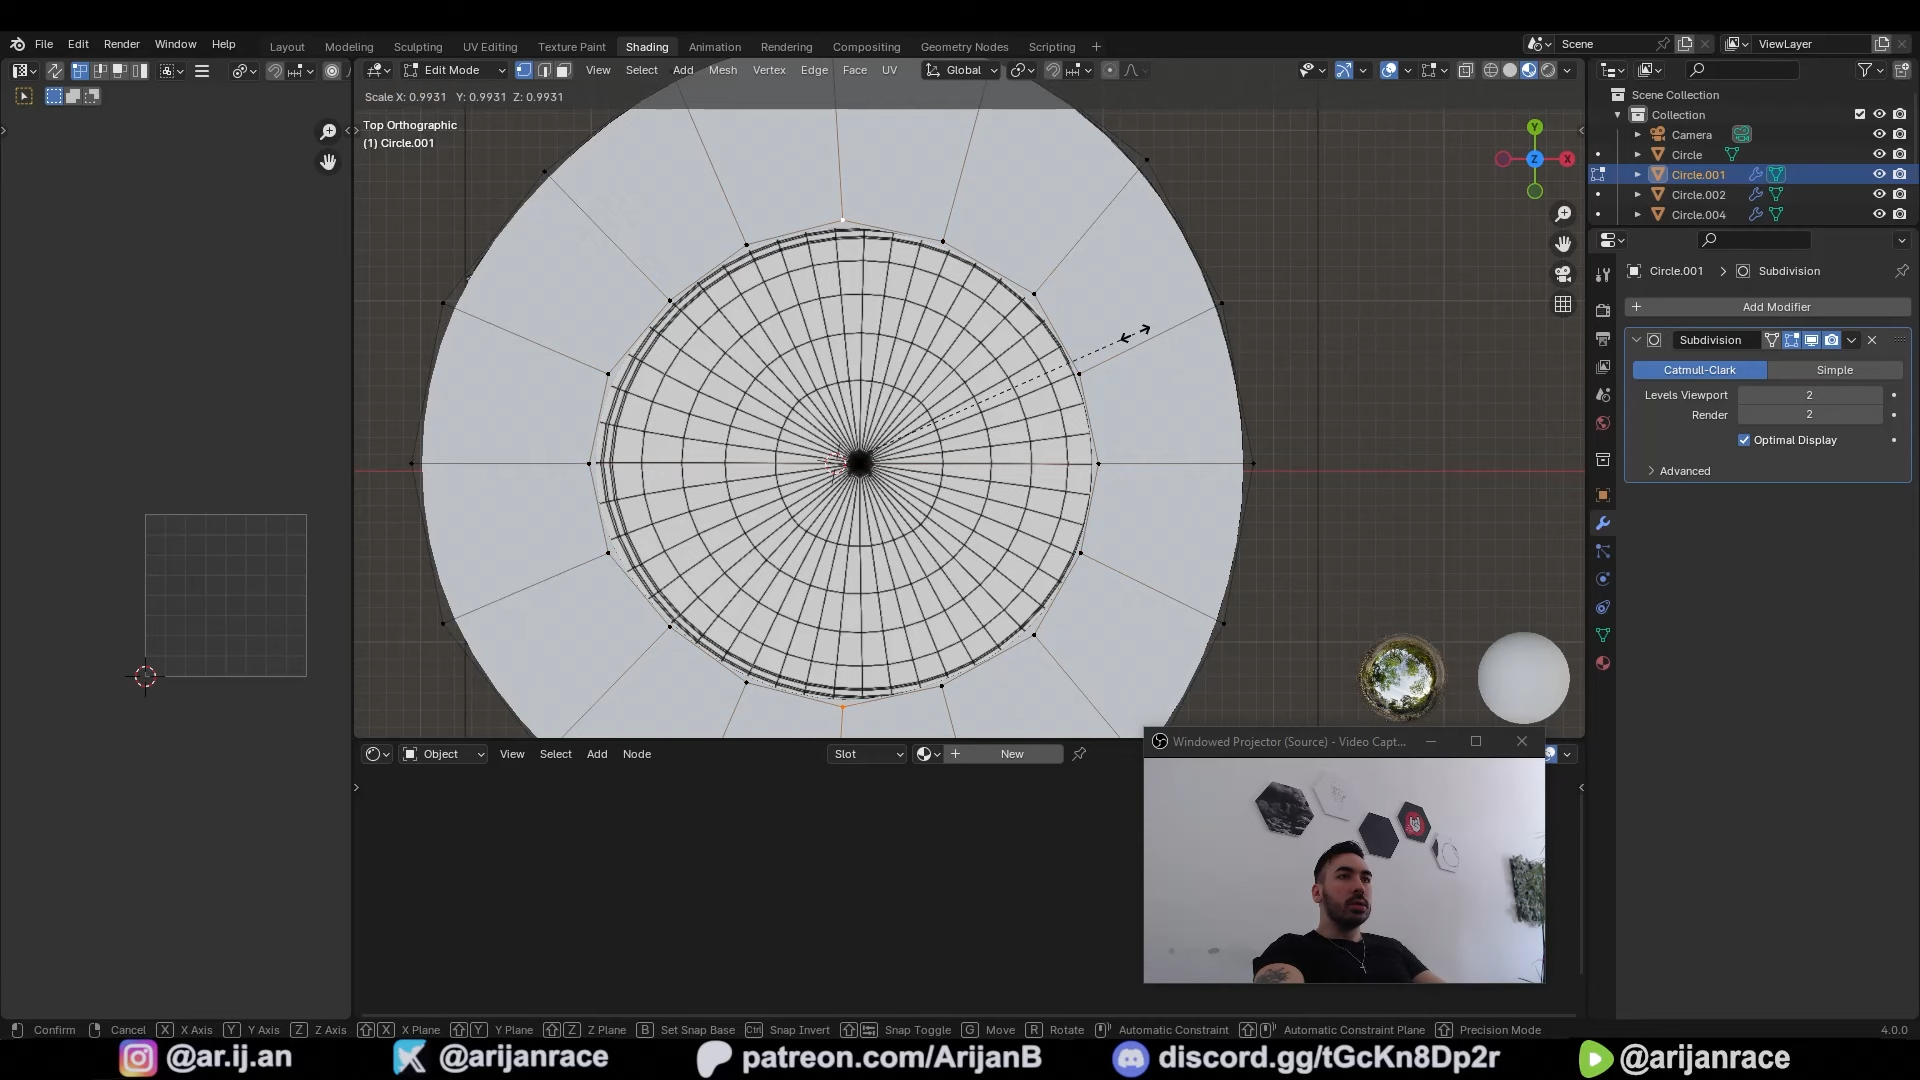 File Edit Render Window Help Layout Modeling Sculpting UV Editing Texture Paint Shading Animation Rendering Compositing Geometry Nodes Scripting + Scene ViewLayer
Edit Mode View Select Add Mesh Vertex Edge Face UV Global
Scale X: 0.9931 Y: 0.9931 Z: 0.9931
Top Orthographic
(1) Circle.001
Y
Z X
Scene Collection
Collection
Camera
Circle
Circle.001
Circle.002
Circle.004
Circle.001 > Subdivision
+ Add Modifier
Subdivision
Catmull-Clark Simple
Levels Viewport 2
Render 2
Optimal Display
Advanced
Object View Select Add Node Slot + New
Windowed Projector (Source) - Video Capt...
Confirm Cancel X X Axis Y Y Axis Z Z Axis X X Plane Y Y Plane Z Z Plane B Set Snap Base Ctrl Snap Invert Snap Toggle G Move R Rotate Automatic Constraint Automatic Constraint Plane Precision Mode 4.0.0
@ar.ij.an @arijanrace patreon.com/ArijanB discord.gg/tGcKn8Dp2r @arijanrace